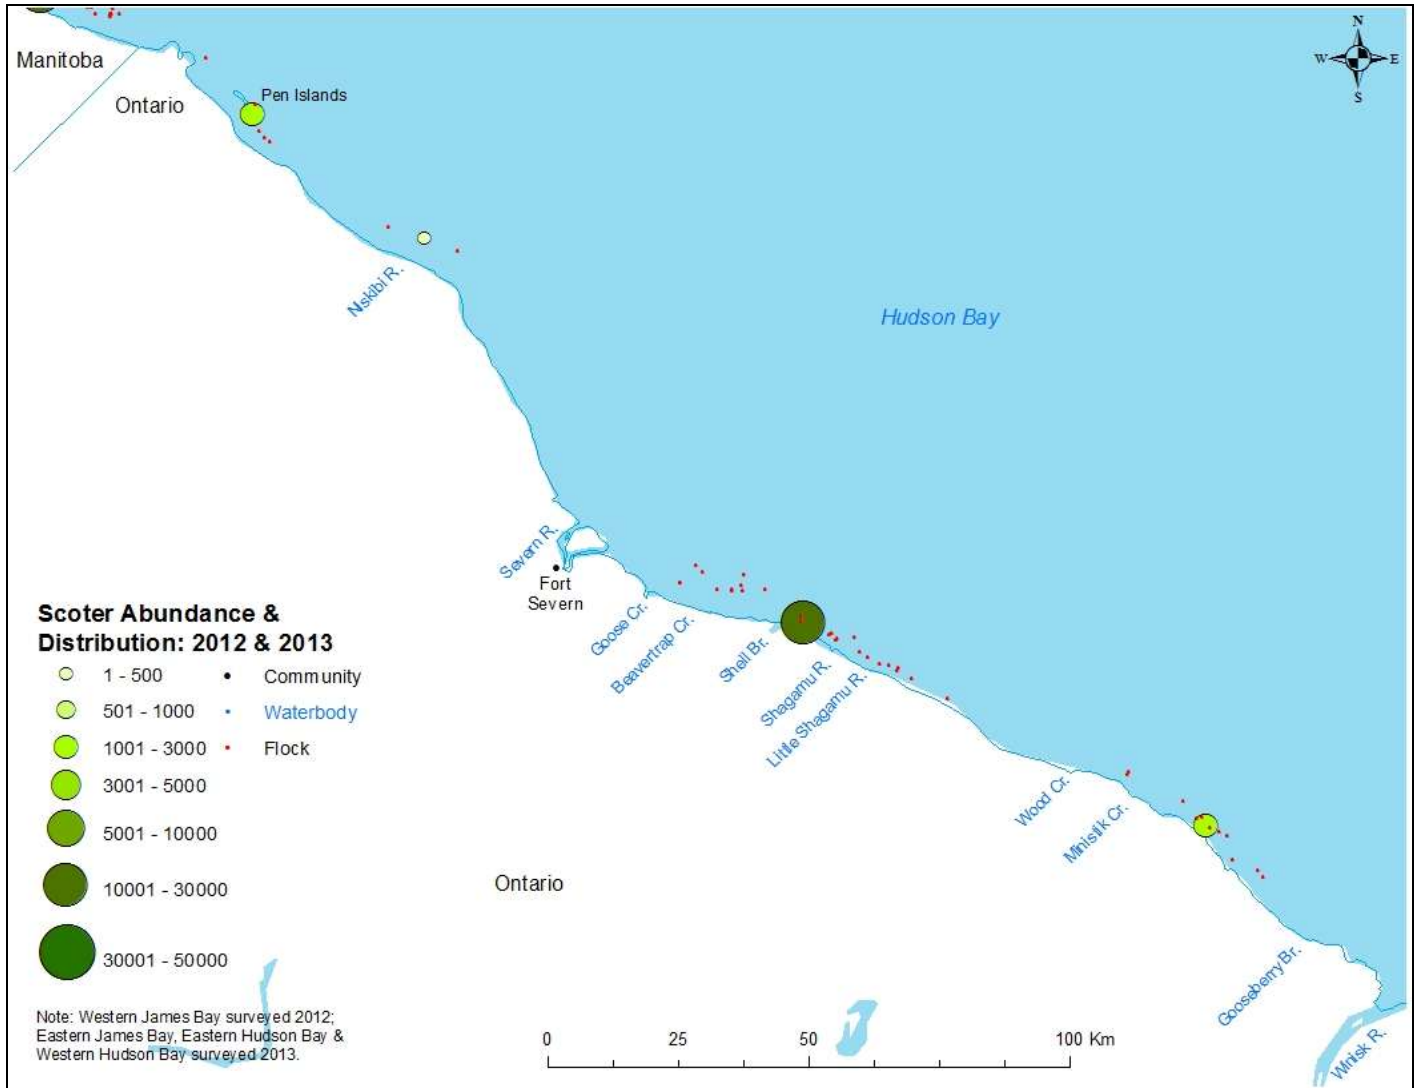 N
W E
S
Manitoba
Ontario
Pen Islands
Niskibi R.
Hudson Bay
Severn R.
Fort
Severn
Goose Cr.
Beavertrap Cr.
Shell Br.
Shagamu R.
Little Shagamu R.
Wood Cr.
Ministik Cr.
Gooseberry Br.
Winisk R.
Ontario
Scoter Abundance &
Distribution: 2012 & 2013
1 - 500 Community
501 - 1000 Waterbody
1001 - 3000 Flock
3001 - 5000
5001 - 10000
10001 - 30000
30001 - 50000
Note: Western James Bay surveyed 2012;
Eastern James Bay, Eastern Hudson Bay &
Western Hudson Bay surveyed 2013.
0 25 50 100 Km